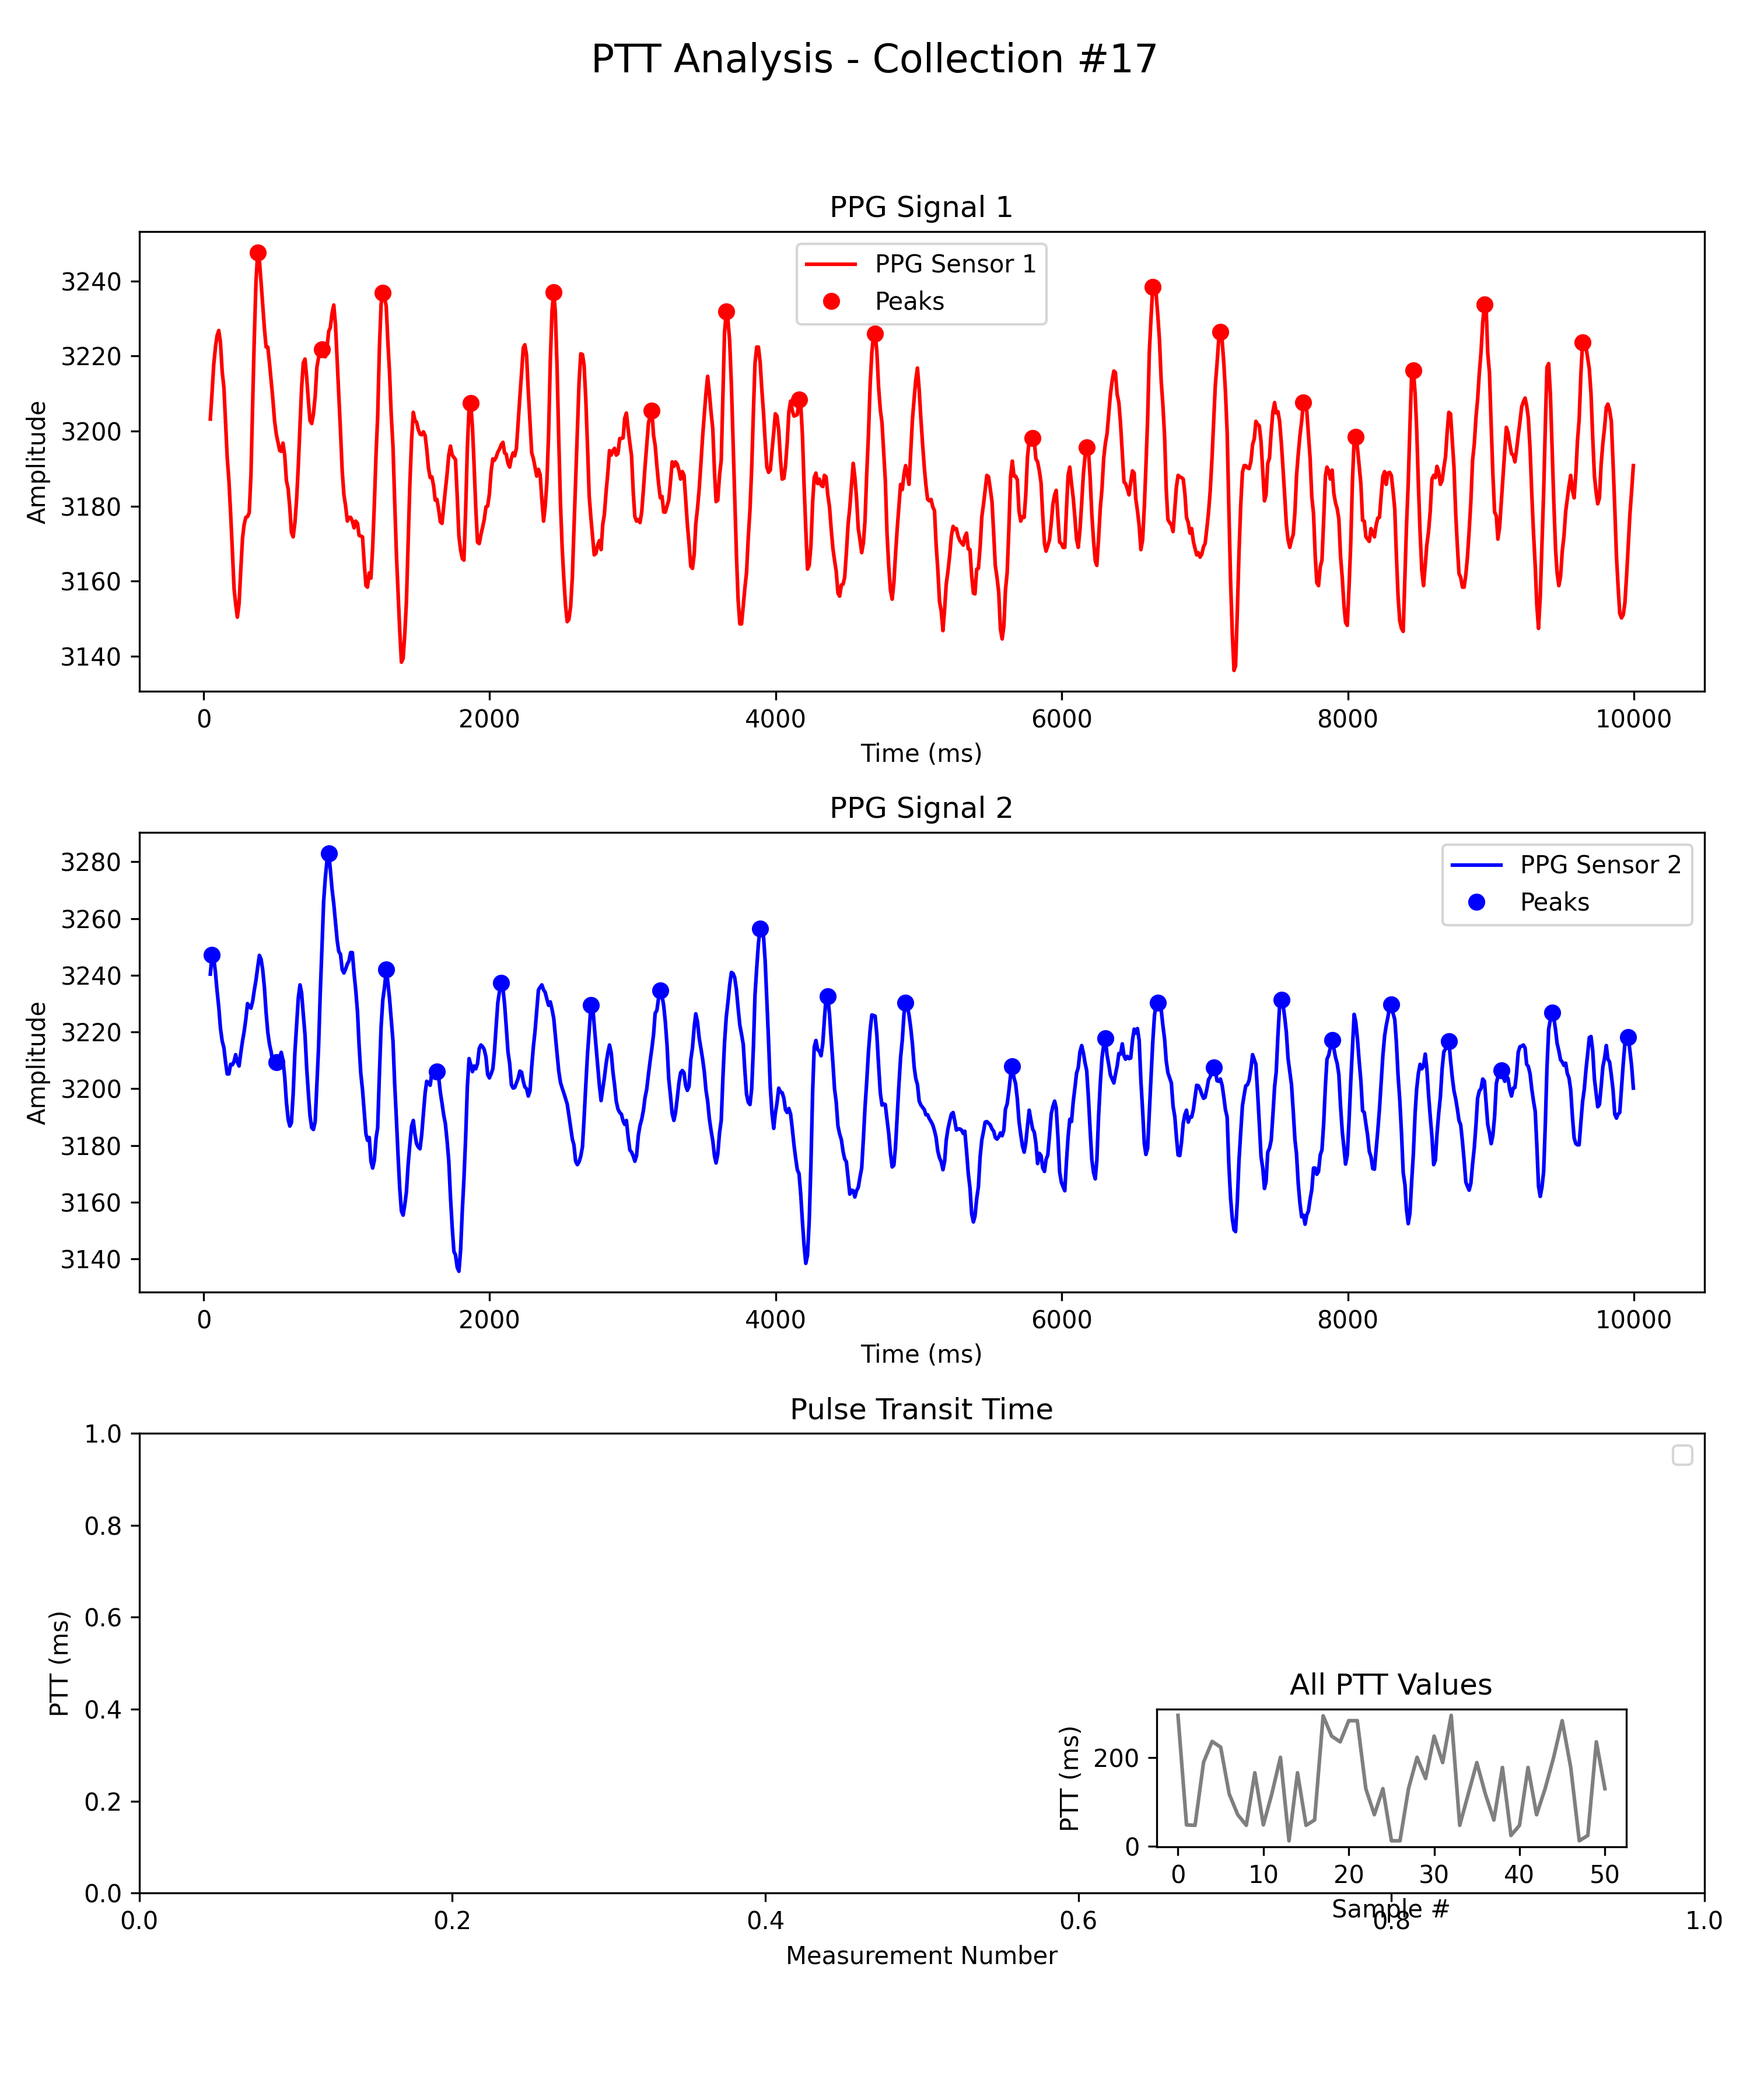 PTT Analysis - Collection #17
PPG Signal 1
PPG Sensor 1
Peaks
Amplitude
3240
3220
3200
3180
3160
3140
0 2000 4000 6000 8000 10000
Time (ms)
PPG Signal 2
PPG Sensor 2
Peaks
Amplitude
3280
3260
3240
3220
3200
3180
3160
3140
0 2000 4000 6000 8000 10000
Time (ms)
Pulse Transit Time
PTT (ms)
1.0
0.8
0.6
0.4
0.2
0.0
All PTT Values
PTT (ms)
200
0
0 10 20 30 40 50
Sample #
0.0 0.2 0.4 0.6 0.8 1.0
Measurement Number